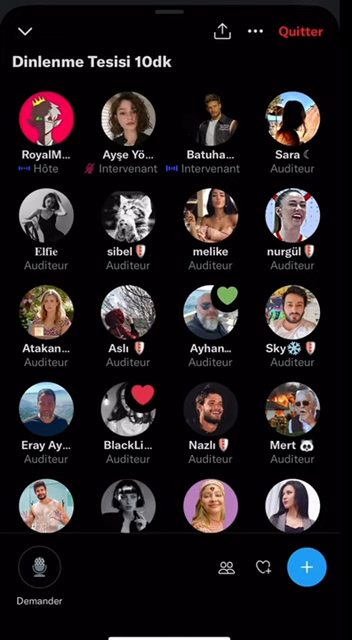 Quitter
Dinlenme Tesisi 10dk
RoyalM... Ayşe Yö... Batuha... Sara ☾
Hôte Intervenant Intervenant Auditeur
Elfie sibel melike nurgül
Auditeur Auditeur Auditeur Auditeur
Atakan... Aslı Ayhan... Sky❄️
Auditeur Auditeur Auditeur Auditeur
Eray Ay... BlackLi... Nazlı Mert 🐼
Auditeur Auditeur Auditeur Auditeur
Demander